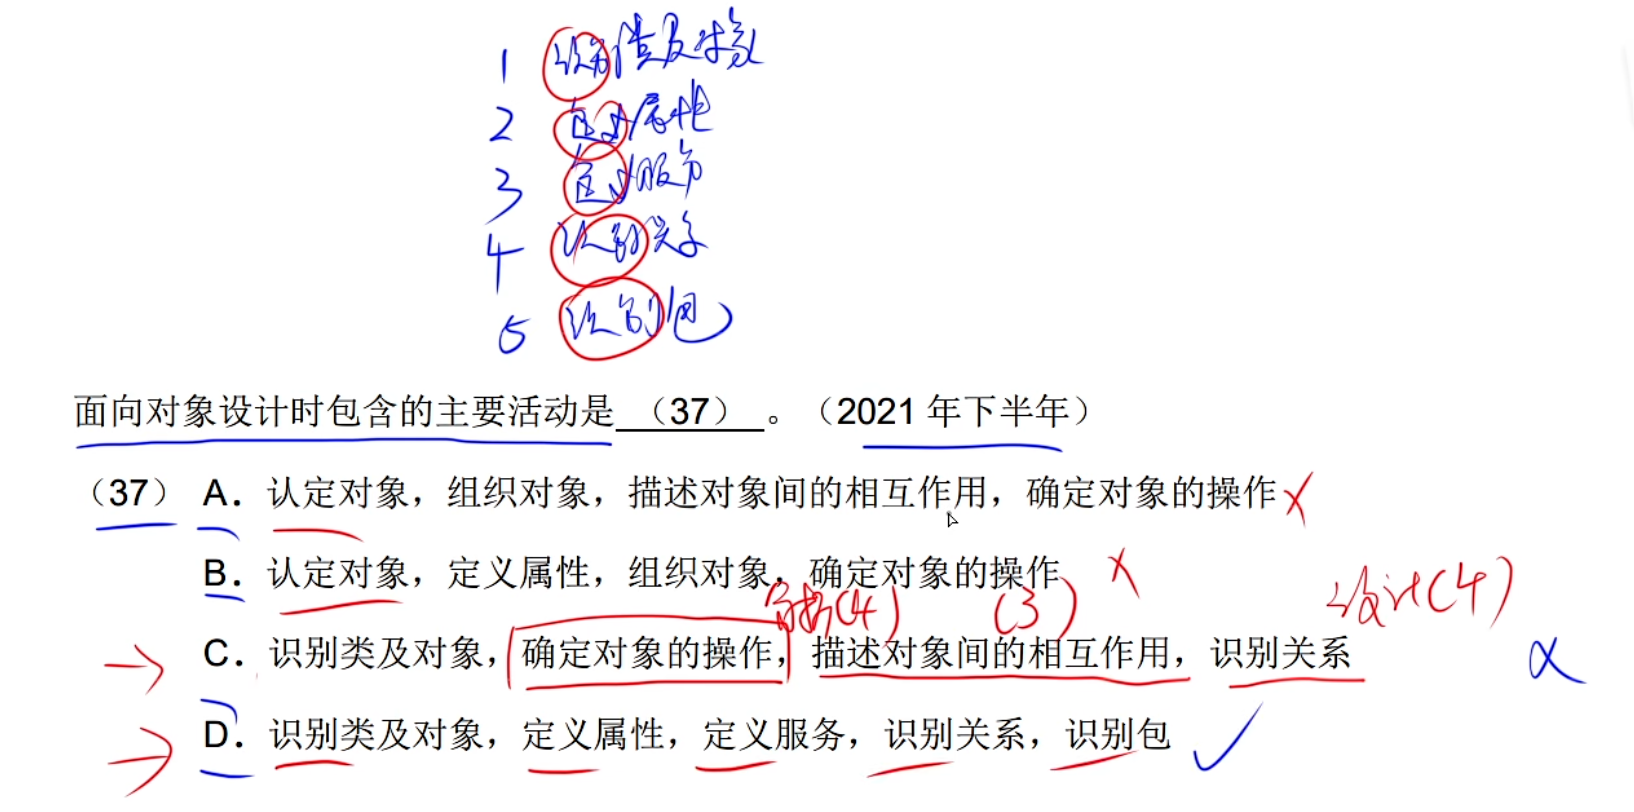 1 识别类及对象
2 定义属性
3 定义服务
4 识别关系
5 识别包
面向对象设计时包含的主要活动是 （37） 。（2021 年下半年）
（37） A．认定对象，组织对象，描述对象间的相互作用，确定对象的操作 X
B．认定对象，定义属性，组织对象，确定对象的操作 X
分析(4) (3) 设计(4)
C．识别类及对象，确定对象的操作，描述对象间的相互作用，识别关系
D．识别类及对象，定义属性，定义服务，识别关系，识别包